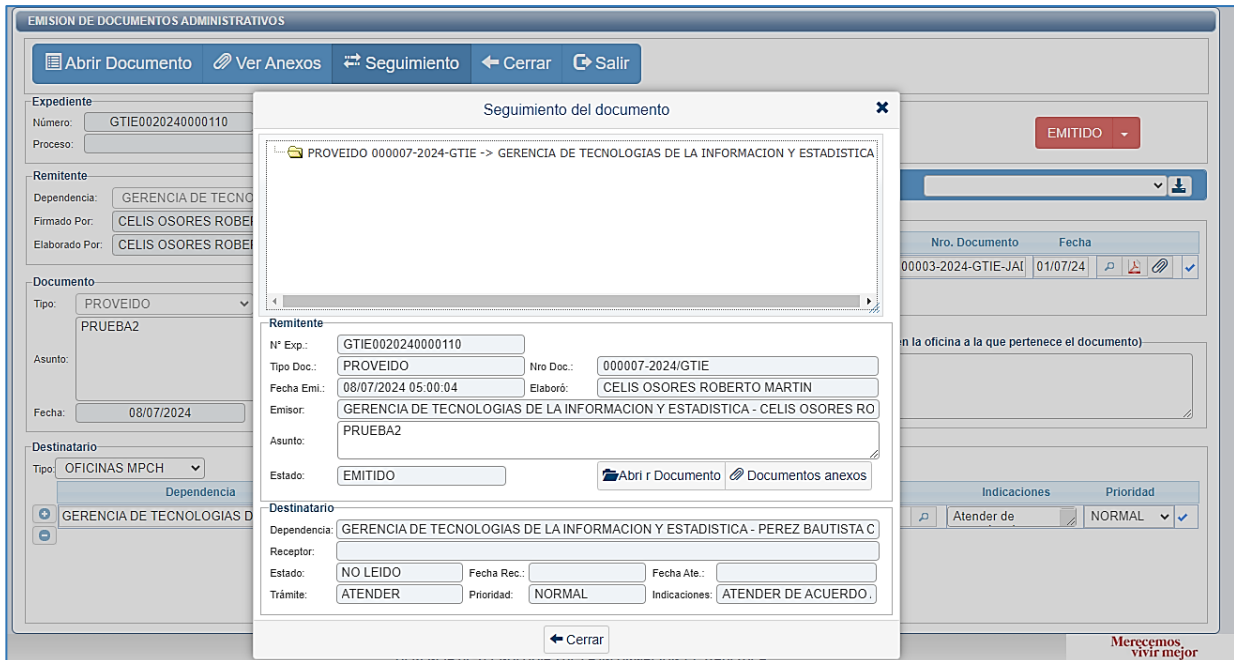 EMISION DE DOCUMENTOS ADMINISTRATIVOS
Abrir Documento Ver Anexos Seguimiento Cerrar Salir
Expediente
Número: GTIE0020240000110
Proceso:
EMITIDO
Remitente
Dependencia: GERENCIA DE TECNO
Firmado Por: CELIS OSORES ROBE
Elaborado Por: CELIS OSORES ROBE
Nro. Documento Fecha
00003-2024-GTIE-JA 01/07/24
Documento
Tipo: PROVEIDO
Asunto: PRUEBA2
Fecha: 08/07/2024
n la oficina a la que pertenece el documento)
Destinatario
Tipo: OFICINAS MPCH
Dependencia Indicaciones Prioridad
GERENCIA DE TECNOLOGIAS D Atender de NORMAL
Seguimiento del documento
PROVEIDO 000007-2024-GTIE -> GERENCIA DE TECNOLOGIAS DE LA INFORMACION Y ESTADISTICA
Remitente
N° Exp.: GTIE0020240000110
Tipo Doc.: PROVEIDO Nro Doc.: 000007-2024/GTIE
Fecha Emi.: 08/07/2024 05:00:04 Elaboró: CELIS OSORES ROBERTO MARTIN
Emisor: GERENCIA DE TECNOLOGIAS DE LA INFORMACION Y ESTADISTICA - CELIS OSORES RO
Asunto: PRUEBA2
Estado: EMITIDO Abri r Documento Documentos anexos
Destinatario
Dependencia: GERENCIA DE TECNOLOGIAS DE LA INFORMACION Y ESTADISTICA - PEREZ BAUTISTA C
Receptor:
Estado: NO LEIDO Fecha Rec.: Fecha Ate.:
Trámite: ATENDER Prioridad: NORMAL Indicaciones: ATENDER DE ACUERDO
Cerrar
Merecemos
vivir mejor